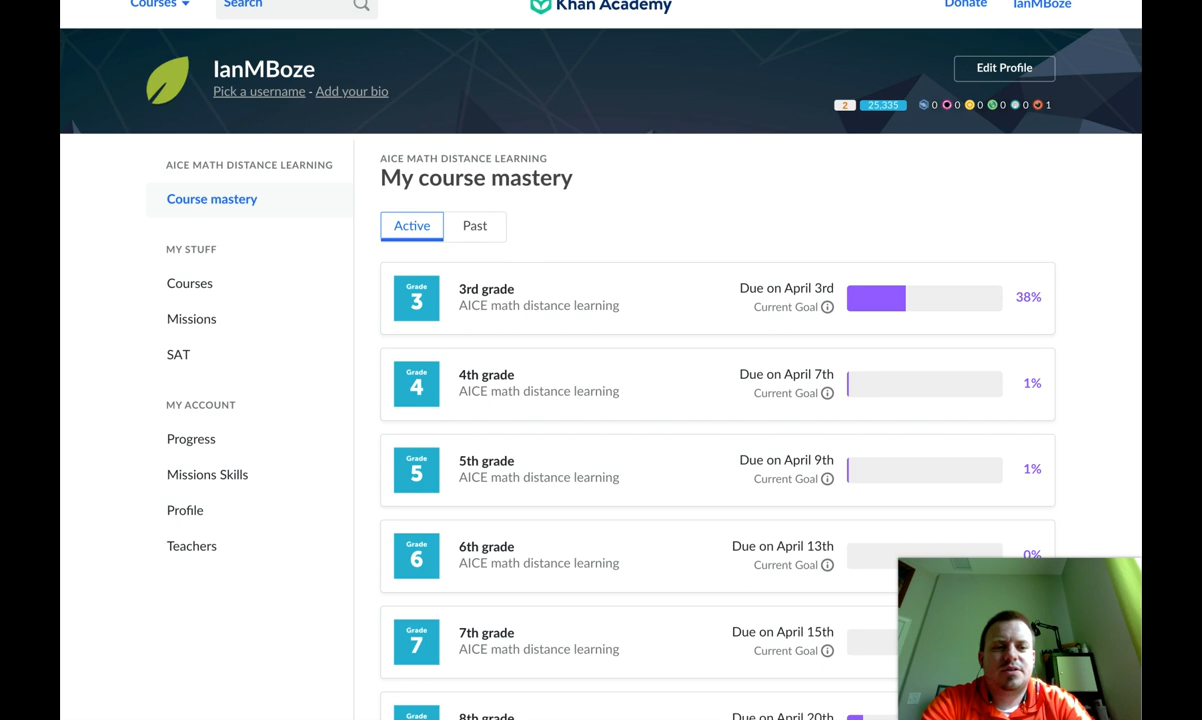 Courses
Search
Khan Academy
Donate
IanMBoze
IanMBoze
Pick a username - Add your bio
Edit Profile
2 25,335 0 0 0 0 0 1
AICE MATH DISTANCE LEARNING
Course mastery
MY STUFF
Courses
Missions
SAT
MY ACCOUNT
Progress
Missions Skills
Profile
Teachers
AICE MATH DISTANCE LEARNING
My course mastery
Active Past
Grade
3
3rd grade
AICE math distance learning
Due on April 3rd
Current Goal
38%
Grade
4
4th grade
AICE math distance learning
Due on April 7th
Current Goal
1%
Grade
5
5th grade
AICE math distance learning
Due on April 9th
Current Goal
1%
Grade
6
6th grade
AICE math distance learning
Due on April 13th
Current Goal
0%
Grade
7
7th grade
AICE math distance learning
Due on April 15th
Current Goal
Grade
8th grade
Due on April 20th